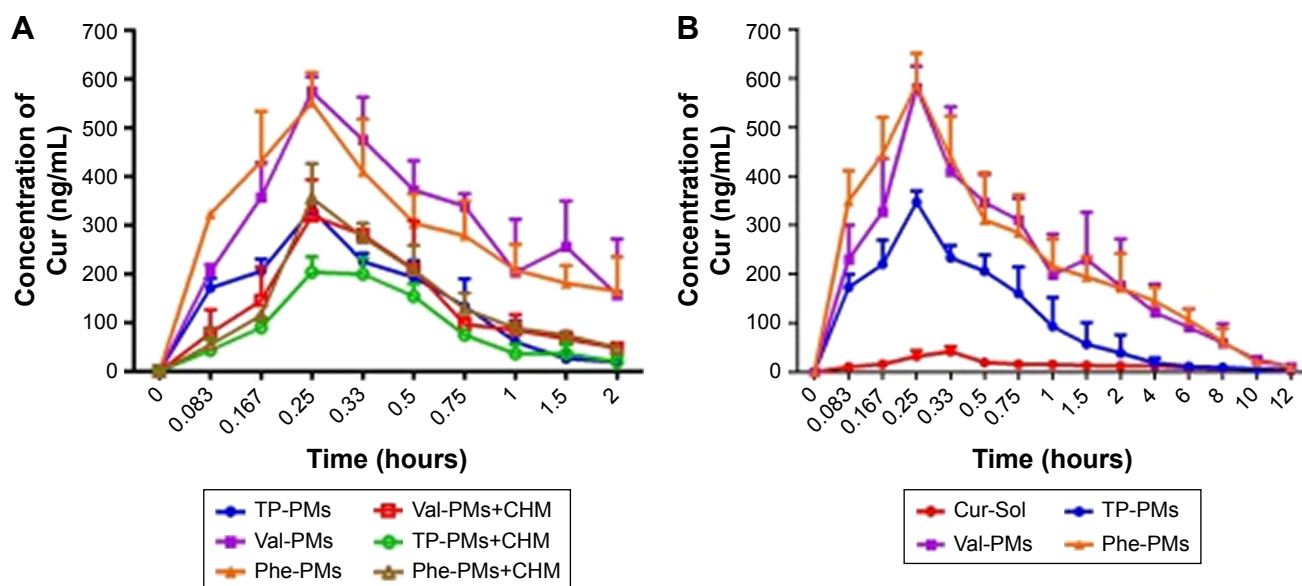 A
Concentration of
Cur (ng/mL)
700
600
500
400
300
200
100
0
0
0.083
0.167
0.25
0.33
0.5
0.75
1
1.5
2
Time (hours)
TP-PMs
Val-PMs+CHM
Val-PMs
TP-PMs+CHM
Phe-PMs
Phe-PMs+CHM
B
Concentration of
Cur (ng/mL)
700
600
500
400
300
200
100
0
0
0.083
0.167
0.25
0.33
0.5
0.75
1
1.5
2
4
6
8
10
12
Time (hours)
Cur-Sol
TP-PMs
Val-PMs
Phe-PMs